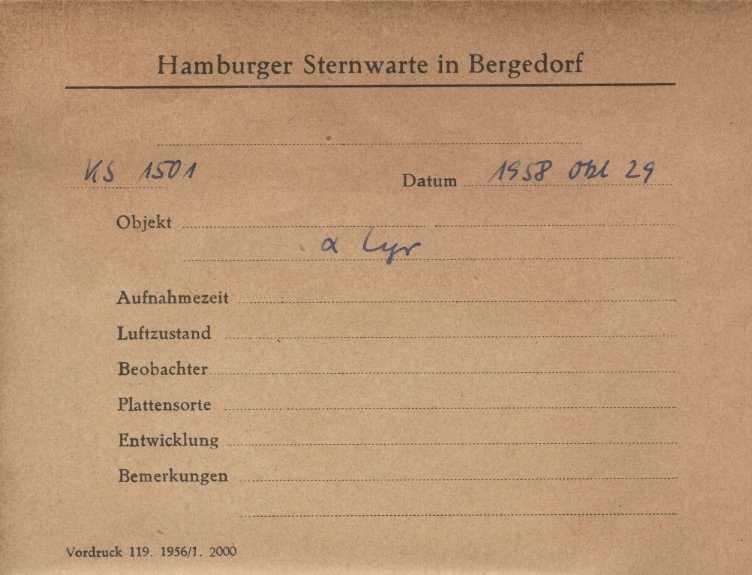 Hamburger Sternwarte in Bergedorf
KS 1501 Datum 1958 Okt 29
Objekt
α Lyr
Aufnahmezeit
Luftzustand
Beobachter
Plattensorte
Entwicklung
Bemerkungen
Vordruck 119. 1956/1. 2000